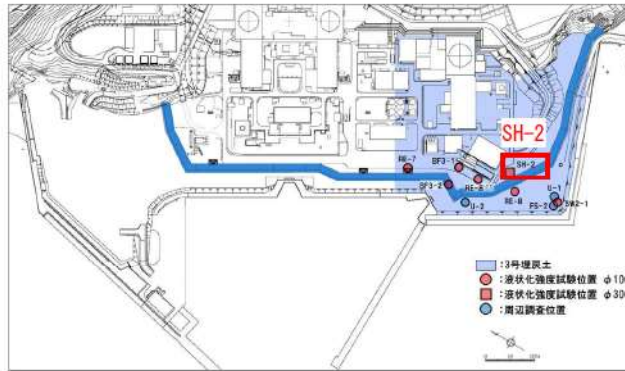 SH-2
SH-2
RE-7
BF3-1
RE-6
BF3-2
U-3
RE-8
U-1
FS-2
BW2-1
:3号埋戻土
:液状化強度試験位置 φ100
:液状化強度試験位置 φ300
:周辺調査位置